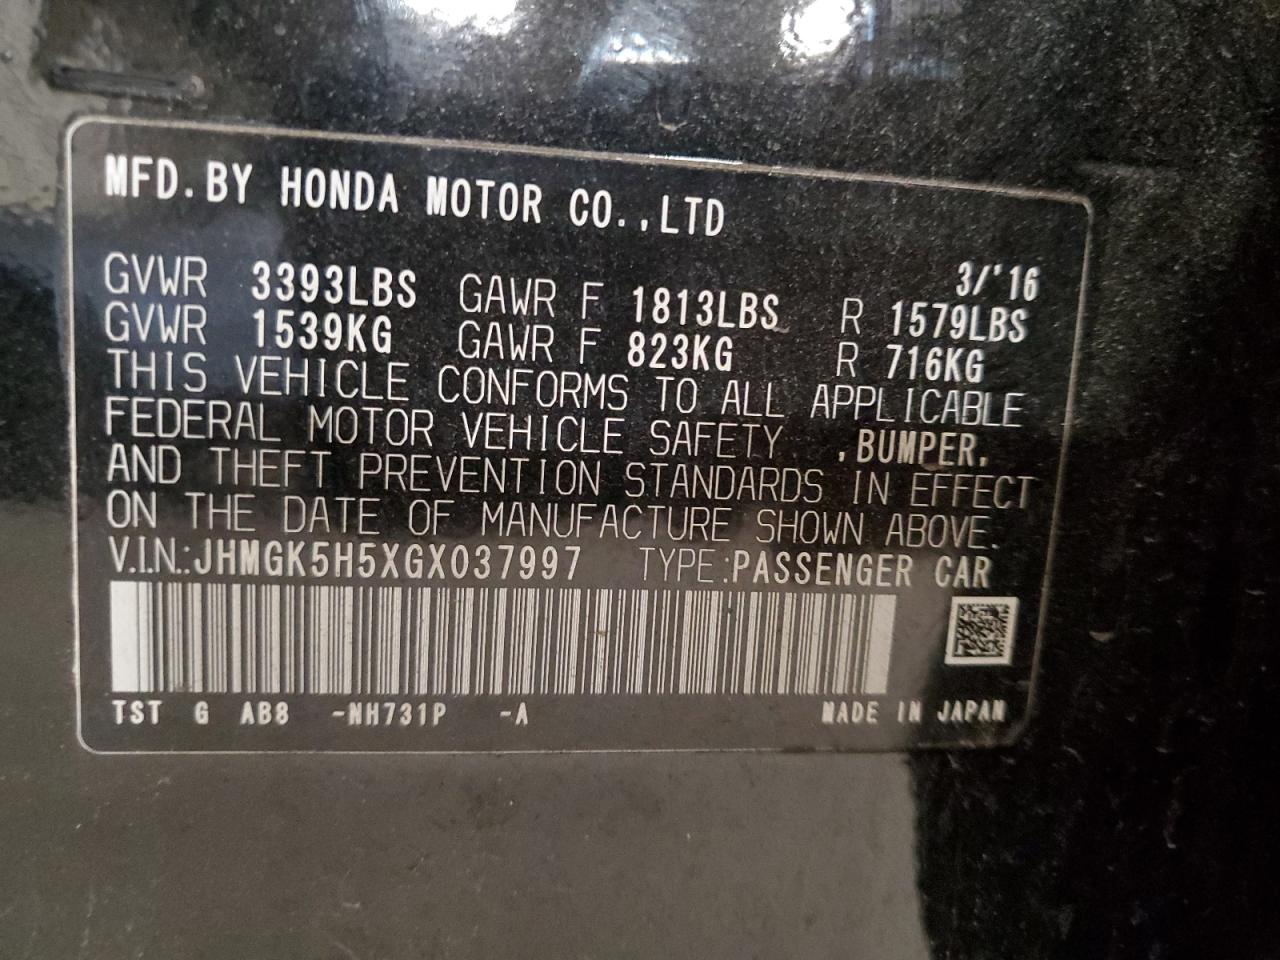 MFD. BY HONDA MOTOR CO., LTD
3/'16
GVWR 3393LBS GAWR F 1813LBS R 1579LBS
GVWR 1539KG GAWR F 823KG R 716KG
THIS VEHICLE CONFORMS TO ALL APPLICABLE
FEDERAL MOTOR VEHICLE SAFETY , BUMPER,
AND THEFT PREVENTION STANDARDS IN EFFECT
ON THE DATE OF MANUFACTURE SHOWN ABOVE.
V.I.N.: JHMGK5H5XGX037997 TYPE: PASSENGER CAR
TST G AB8 -NH731P -A MADE IN JAPAN